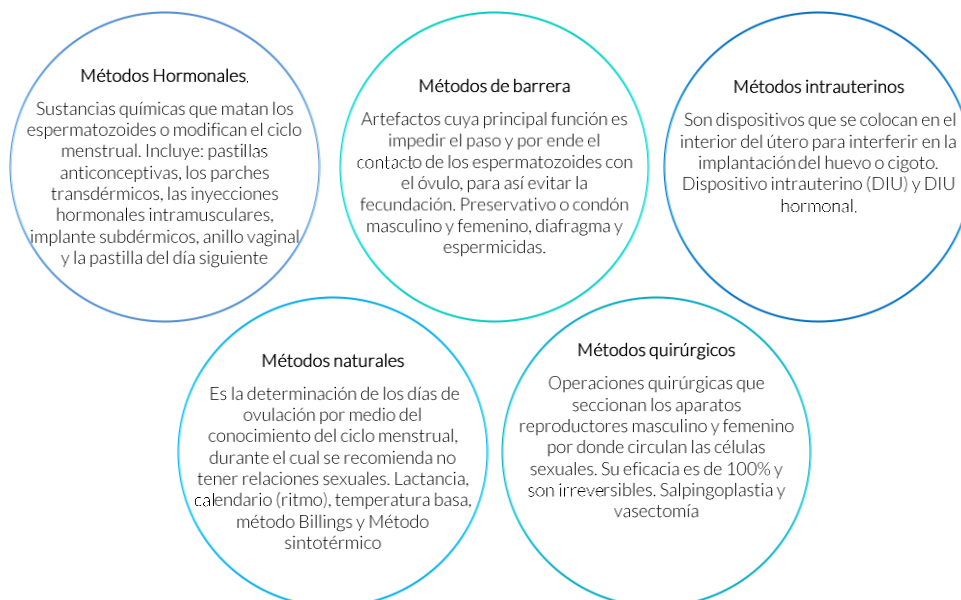 Métodos Hormonales.
Sustancias químicas que matan los
espermatozoides o modifican el ciclo
menstrual. Incluye: pastillas
anticonceptivas, los parches
transdérmicos, las inyecciones
hormonales intramusculares,
implante subdérmicos, anillo vaginal
y la pastilla del día siguiente
Métodos de barrera
Artefactos cuya principal función es
impedir el paso y por ende el
contacto de los espermatozoides con
el óvulo, para así evitar la
fecundación. Preservativo o condón
masculino y femenino, diafragma y
espermicidas.
Métodos intrauterinos
Son dispositivos que se colocan en el
interior del útero para interferir en la
implantación del huevo o cigoto.
Dispositivo intrauterino (DIU) y DIU
hormonal.
Métodos naturales
Es la determinación de los días de
ovulación por medio del
conocimiento del ciclo menstrual,
durante el cual se recomienda no
tener relaciones sexuales. Lactancia,
calendario (ritmo), temperatura basa,
método Billings y Método
sintotérmico
Métodos quirúrgicos
Operaciones quirúrgicas que
seccionan los aparatos
reproductores masculino y femenino
por donde circulan las células
sexuales. Su eficacia es de 100% y
son irreversibles. Salpingoplastia y
vasectomía